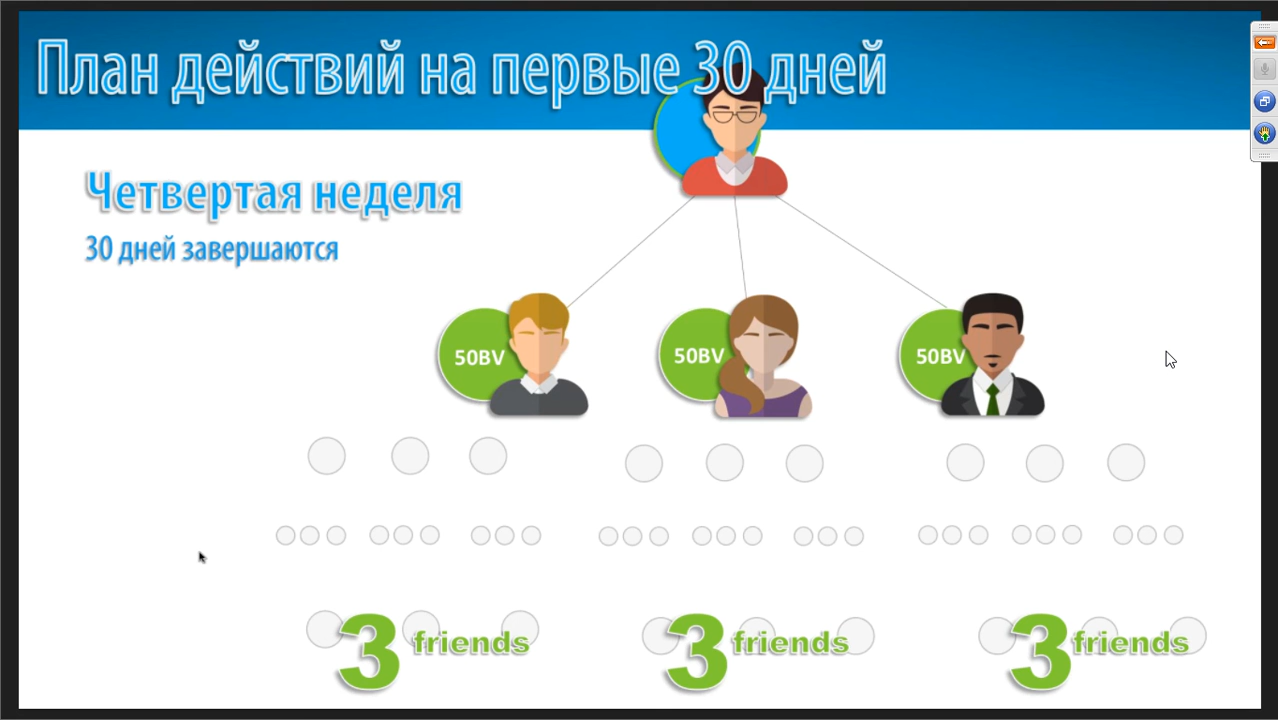 План действий на первые 30 дней
Четвертая неделя
30 дней завершаются
50BV 50BV 50BV
3 friends 3 friends 3 friends